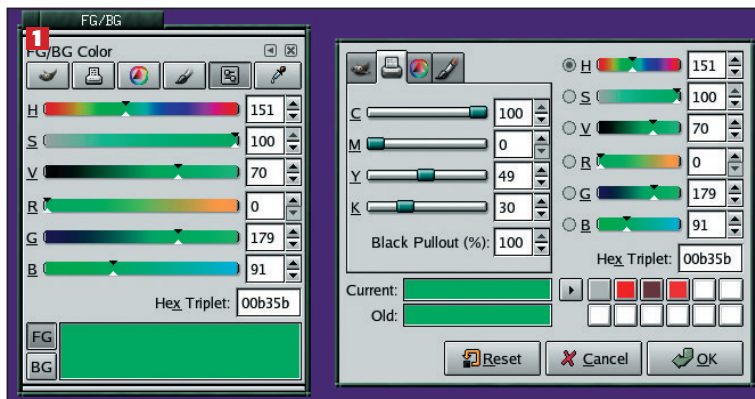 FG/BG
1
FG/BG Color
H 151
S 100
V 70
R 0
G 179
B 91
Hex Triplet: 00b35b
FG
BG
C 100
M 0
Y 49
K 30
Black Pullout (%): 100
H 151
S 100
V 70
R 0
G 179
B 91
Hex Triplet: 00b35b
Current:
Old:
Reset Cancel OK